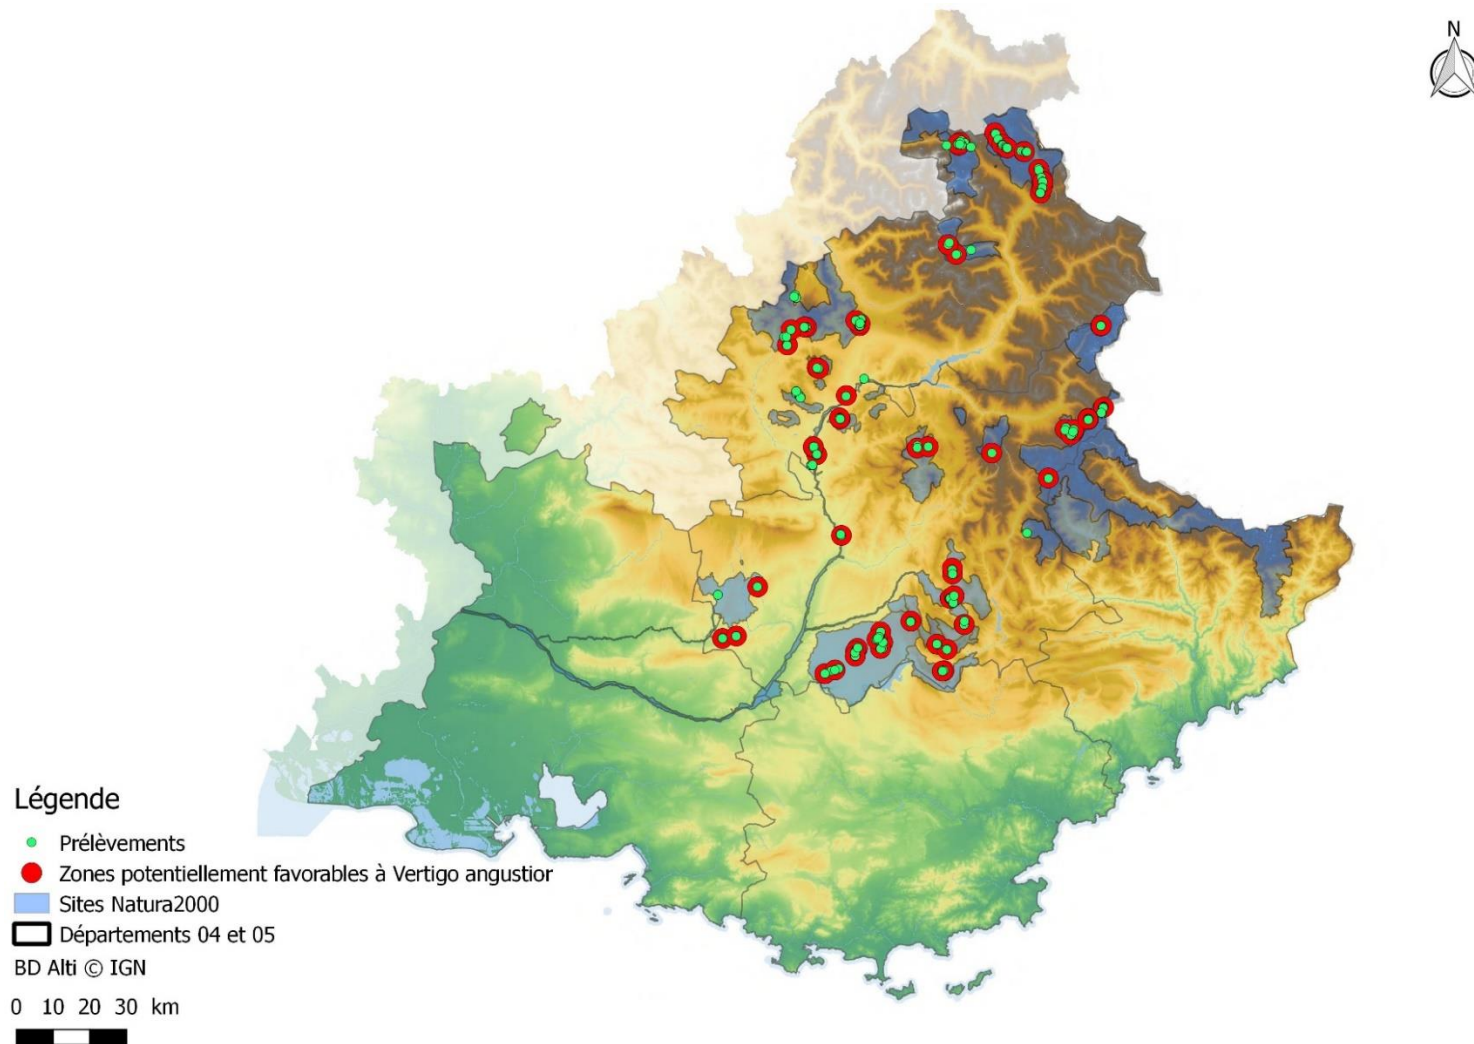 N
Légende
Prélèvements
Zones potentiellement favorables à Vertigo angustior
Sites Natura2000
Départements 04 et 05
BD Alti © IGN
0 10 20 30 km